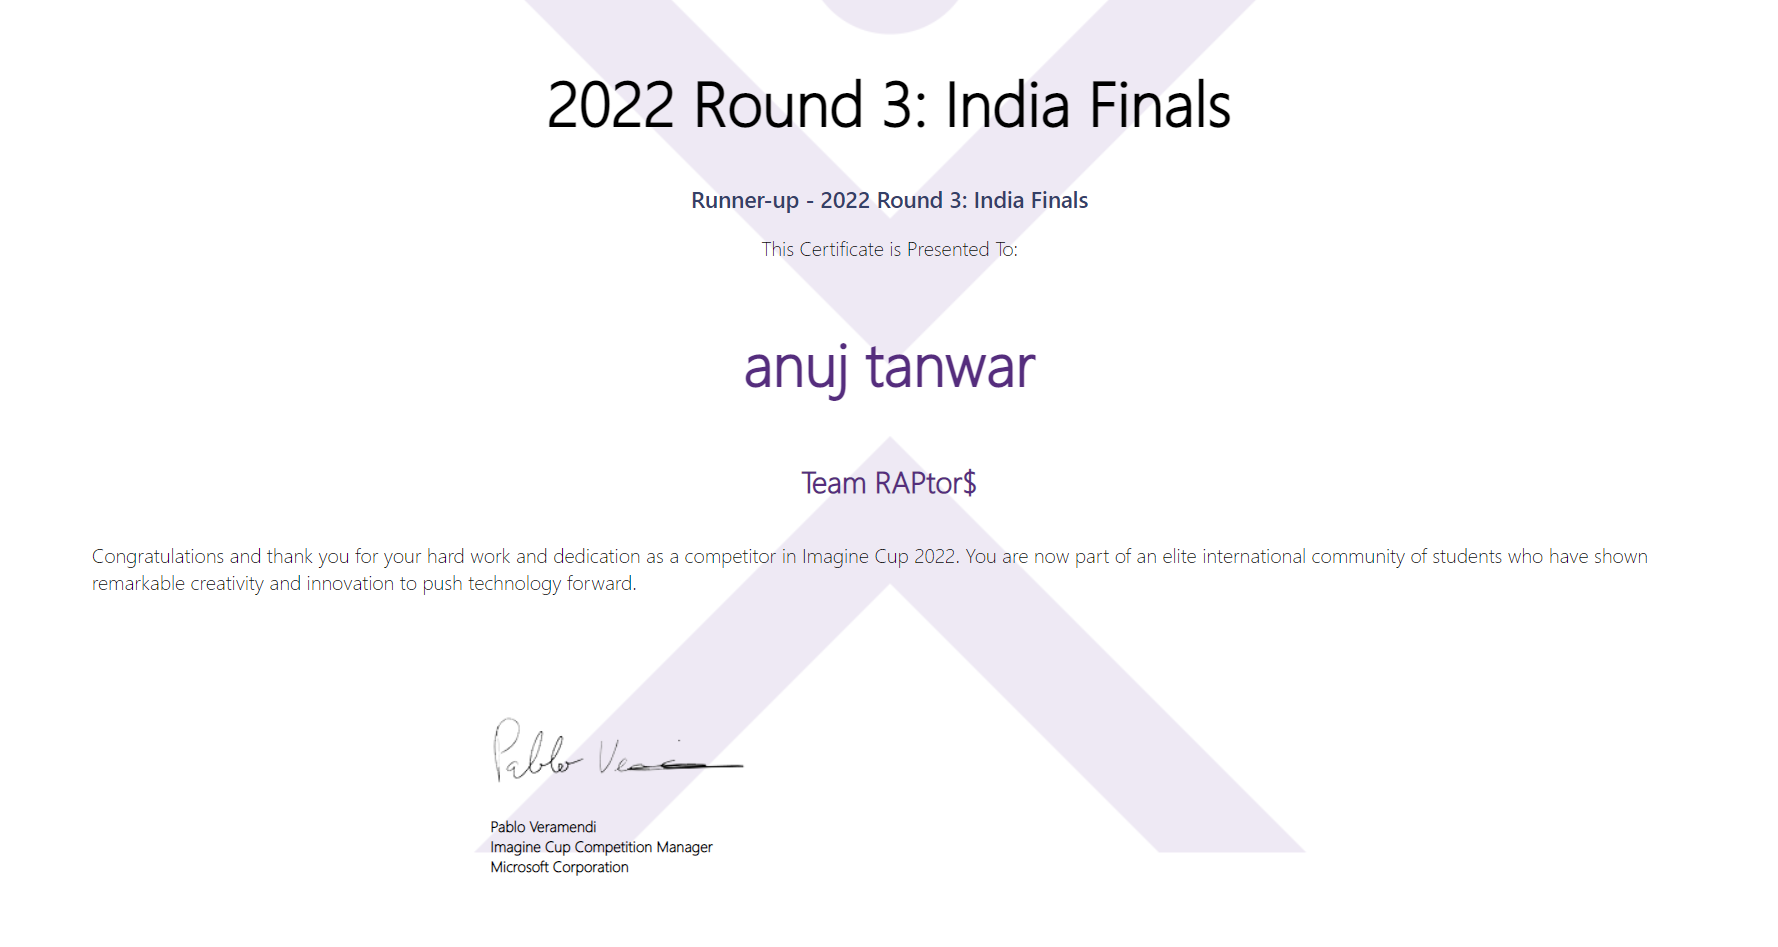 2022 Round 3: India Finals
Runner-up - 2022 Round 3: India Finals
This Certificate is Presented To:
anuj tanwar
Team RAPtor$
Congratulations and thank you for your hard work and dedication as a competitor in Imagine Cup 2022. You are now part of an elite international community of students who have shown
remarkable creativity and innovation to push technology forward.
Pablo
Pablo Veramendi
Imagine Cup Competition Manager
Microsoft Corporation